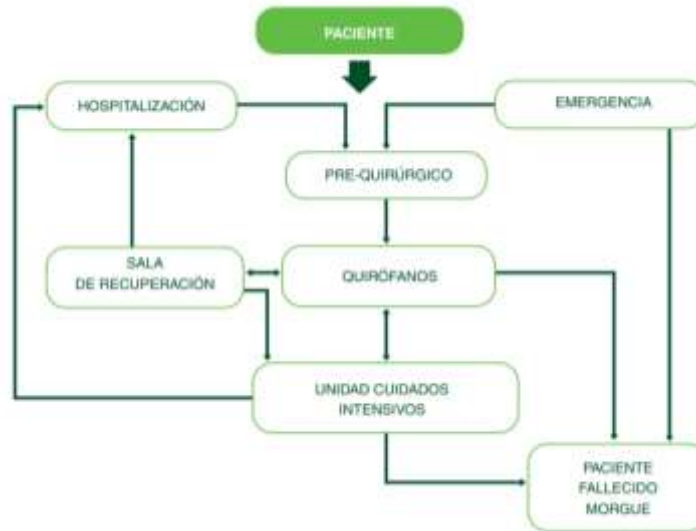 PACIENTE
HOSPITALIZACIÓN
EMERGENCIA
PRE-QUIRÚRGICO
SALA
DE RECUPERACIÓN
QUIRÓFANOS
UNIDAD CUIDADOS
INTENSIVOS
PACIENTE
FALLECIDO
MORGUE